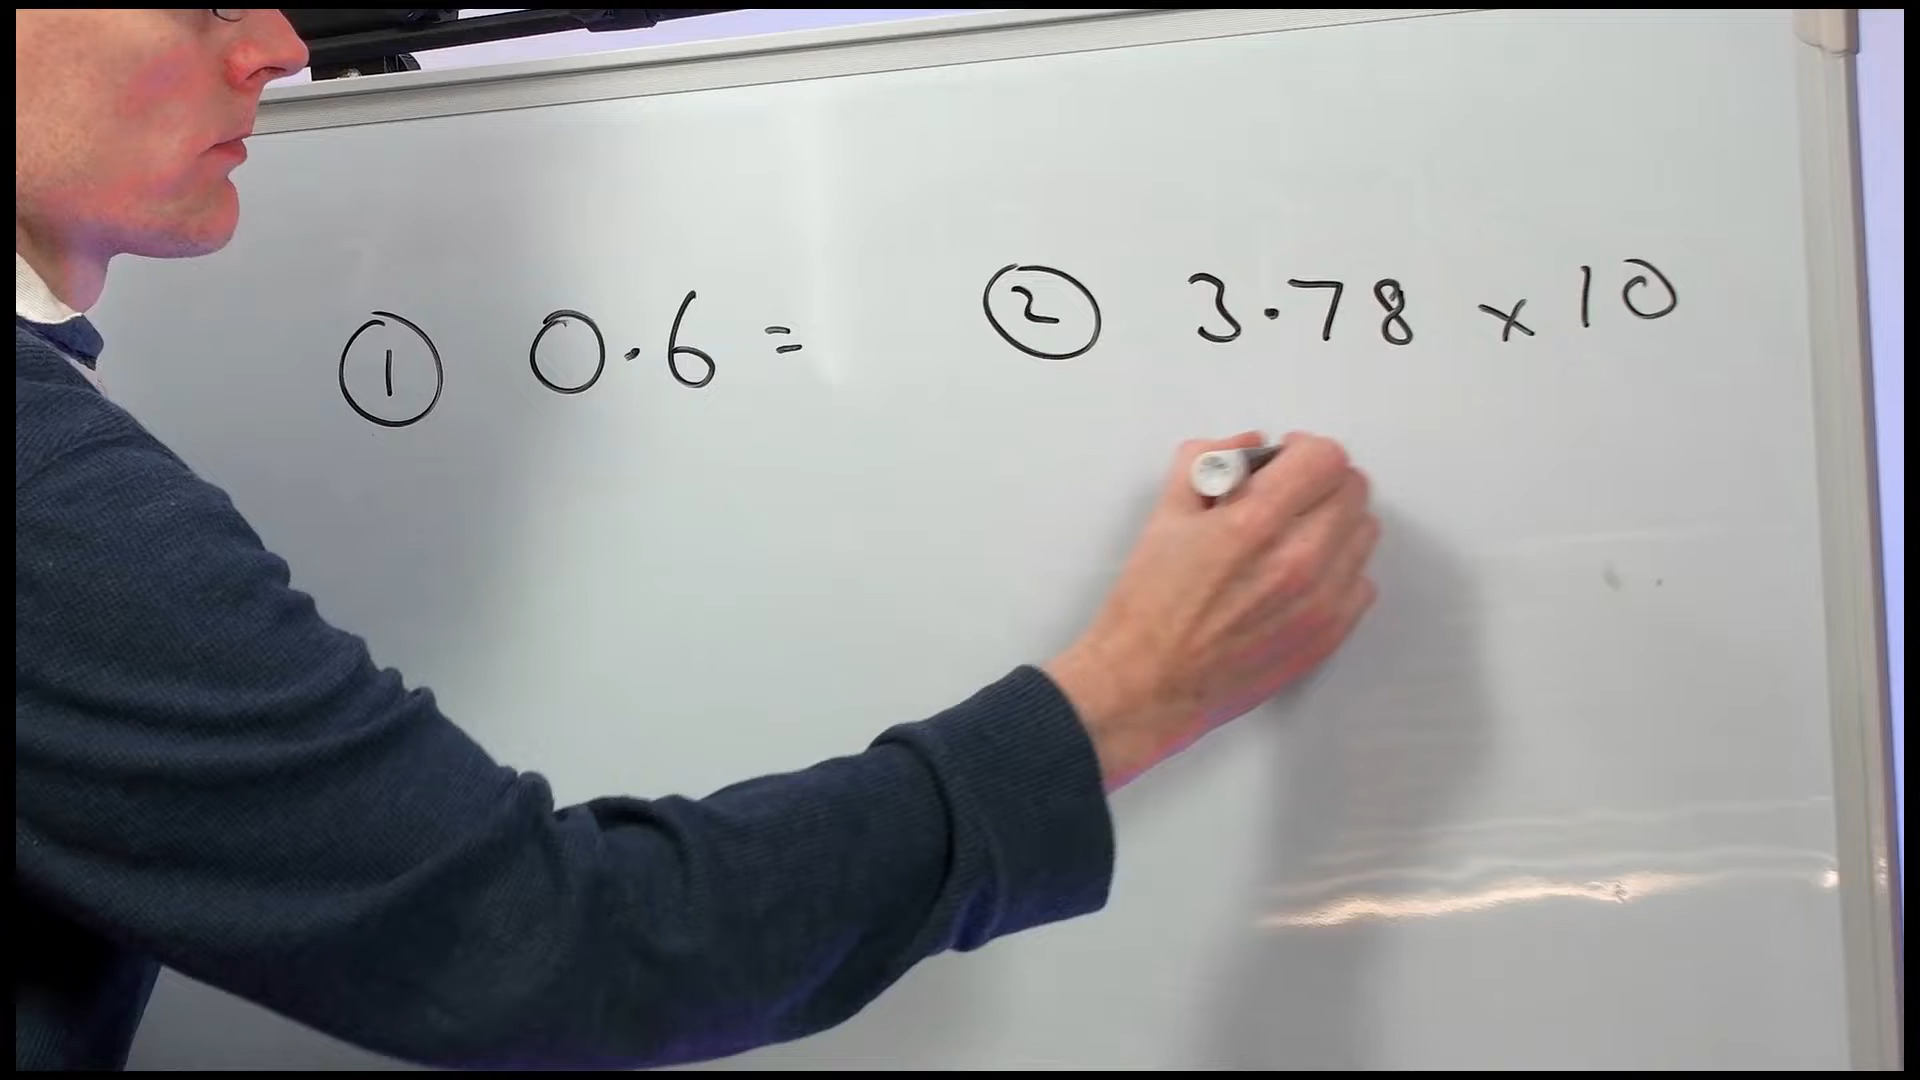 ① 0.6 =
② 3.78 × 10